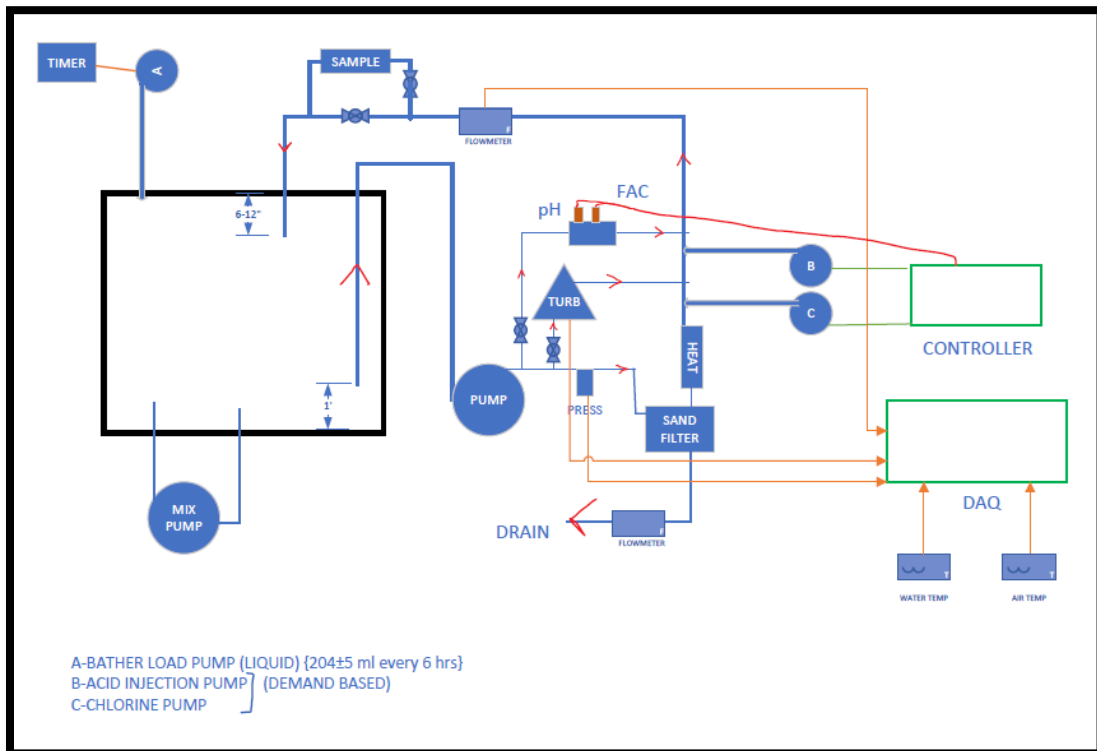 TIMER
A
SAMPLE
F
FLOWMETER
6-12"
FAC
pH
B
TURB
C
CONTROLLER
HEAT
1'
PUMP
PRESS
SAND
FILTER
MIX
PUMP
DRAIN
F
FLOWMETER
DAQ
T
WATER TEMP
T
AIR TEMP
A-BATHER LOAD PUMP (LIQUID) {204±5 ml every 6 hrs}
B-ACID INJECTION PUMP (DEMAND BASED)
C-CHLORINE PUMP